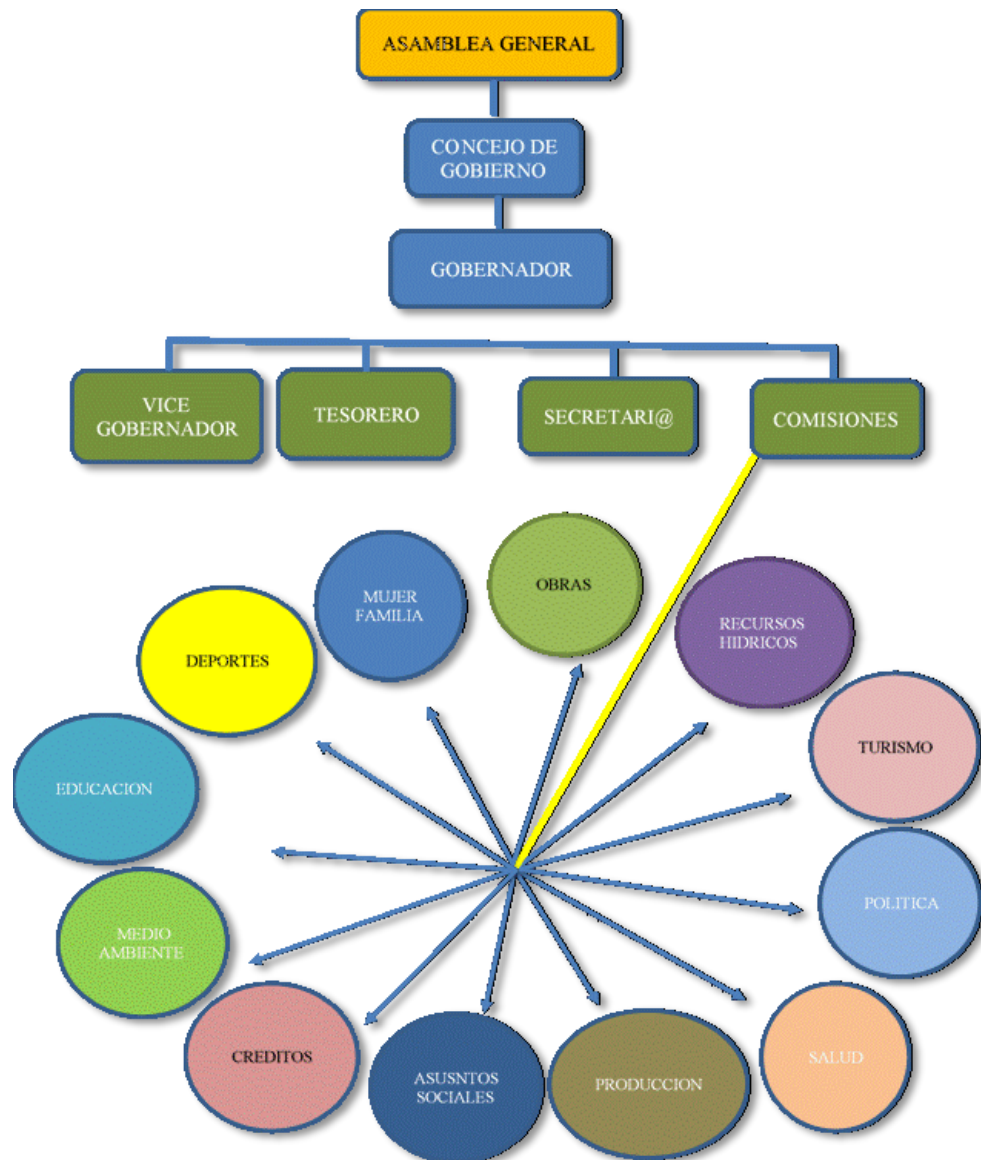 ASAMBLEA GENERAL
CONCEJO DE
GOBIERNO
GOBERNADOR
VICE
GOBERNADOR
TESORERO
SECRETARI@
COMISIONES
OBRAS
MUJER
FAMILIA
RECURSOS
HIDRICOS
DEPORTES
TURISMO
EDUCACION
POLITICA
MEDIO
AMBIENTE
CREDITOS
ASUSNTOS
SOCIALES
PRODUCCION
SALUD